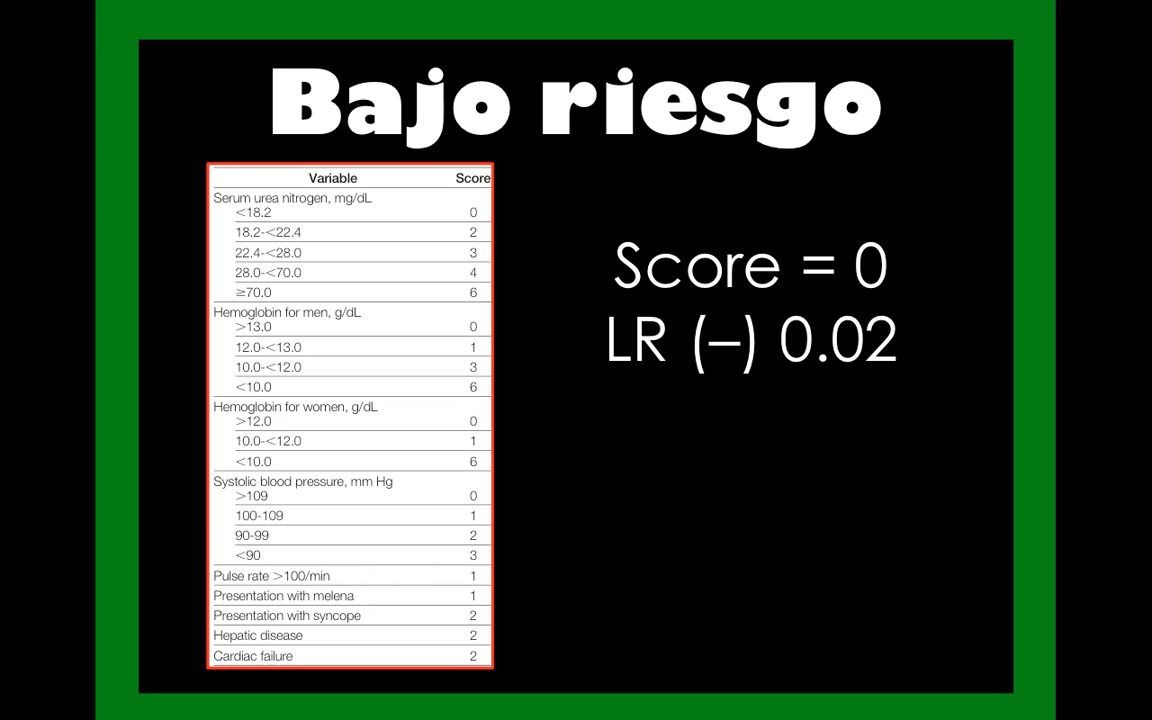 Bajo riesgo
Variable Score
Serum urea nitrogen, mg/dL
<18.2 0
18.2-<22.4 2
22.4-<28.0 3
28.0-<70.0 4
≥70.0 6
Hemoglobin for men, g/dL
>13.0 0
12.0-<13.0 1
10.0-<12.0 3
<10.0 6
Hemoglobin for women, g/dL
>12.0 0
10.0-<12.0 1
<10.0 6
Systolic blood pressure, mm Hg
>109 0
100-109 1
90-99 2
<90 3
Pulse rate >100/min 1
Presentation with melena 1
Presentation with syncope 2
Hepatic disease 2
Cardiac failure 2
Score = 0
LR (–) 0.02